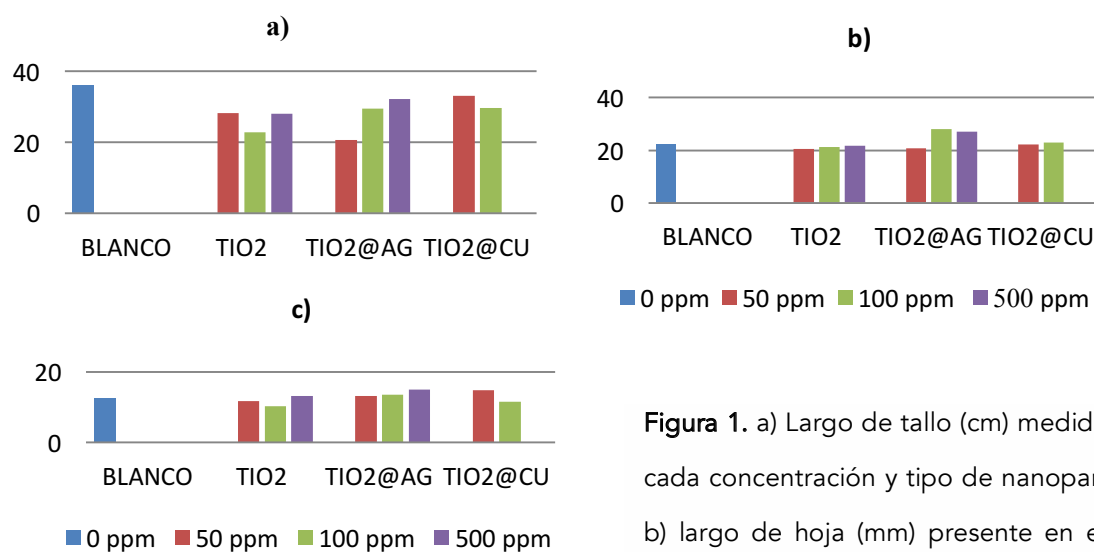 a)
40
20
0
BLANCO TIO2 TIO2@AG TIO2@CU
b)
40
20
0
BLANCO TIO2 TIO2@AG TIO2@CU
0 ppm 50 ppm 100 ppm 500 ppm
c)
20
0
BLANCO TIO2 TIO2@AG TIO2@CU
0 ppm 50 ppm 100 ppm 500 ppm
Figura 1. a) Largo de tallo (cm)
cada concentración y tipo de
b) largo de hoja (mm) presente en